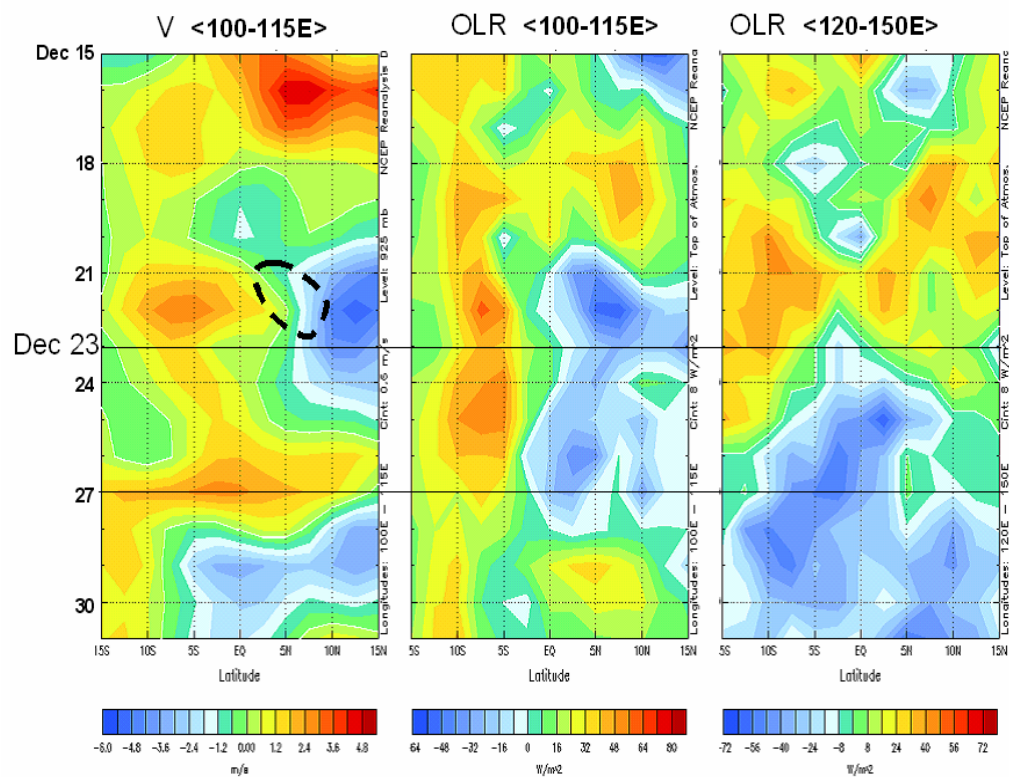 V <100-115E>
OLR <100-115E>
OLR <120-150E>
Dec 15
18
21
Dec 23
24
27
30
NCEP Reanalysis D
Level: 925 mb
Cint: 0.6 m/s
Longitudes: 100E – 115E
NCEP Reana
Level: Top of Atmos.
Cint: 8 W/m^2
Longitudes: 100E – 115E
NCEP Reana
Level: Top of Atmos.
Cint: 8 W/m^2
Longitudes: 120E – 150E
15S 10S 5S EQ 5N 10N 15N
15S 10S 5S EQ 5N 10N 15N
5S 10S 5S EQ 5N 10N 15N
Latitude
Latitude
Latitude
-6.0 -4.8 -3.6 -2.4 -1.2 0.00 1.2 2.4 3.6 4.8
64 -48 -32 -16 0 16 32 48 64 80
-72 -56 -40 -24 -8 8 24 40 56 72
m/s
W/m^2
W/m^2